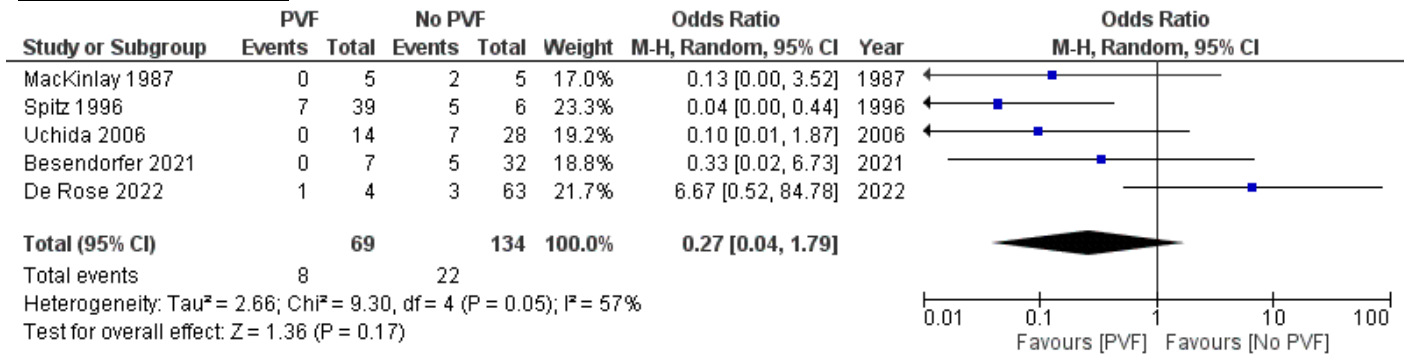 PVF No PVF Odds Ratio Odds Ratio
Study or Subgroup Events Total Events Total Weight M-H, Random, 95% CI Year M-H, Random, 95% CI
MacKinlay 1987 0 5 2 5 17.0% 0.13 [0.00, 3.52] 1987
Spitz 1996 7 39 5 6 23.3% 0.04 [0.00, 0.44] 1996
Uchida 2006 0 14 7 28 19.2% 0.10 [0.01, 1.87] 2006
Besendorfer 2021 0 7 5 32 18.8% 0.33 [0.02, 6.73] 2021
De Rose 2022 1 4 3 63 21.7% 6.67 [0.52, 84.78] 2022
Total (95% CI) 69 134 100.0% 0.27 [0.04, 1.79]
Total events 8 22
Heterogeneity: Tau² = 2.66; Chi² = 9.30, df = 4 (P = 0.05); I² = 57%
Test for overall effect: Z = 1.36 (P = 0.17)
0.01 0.1 1 10 100
Favours [PVF] Favours [No PVF]